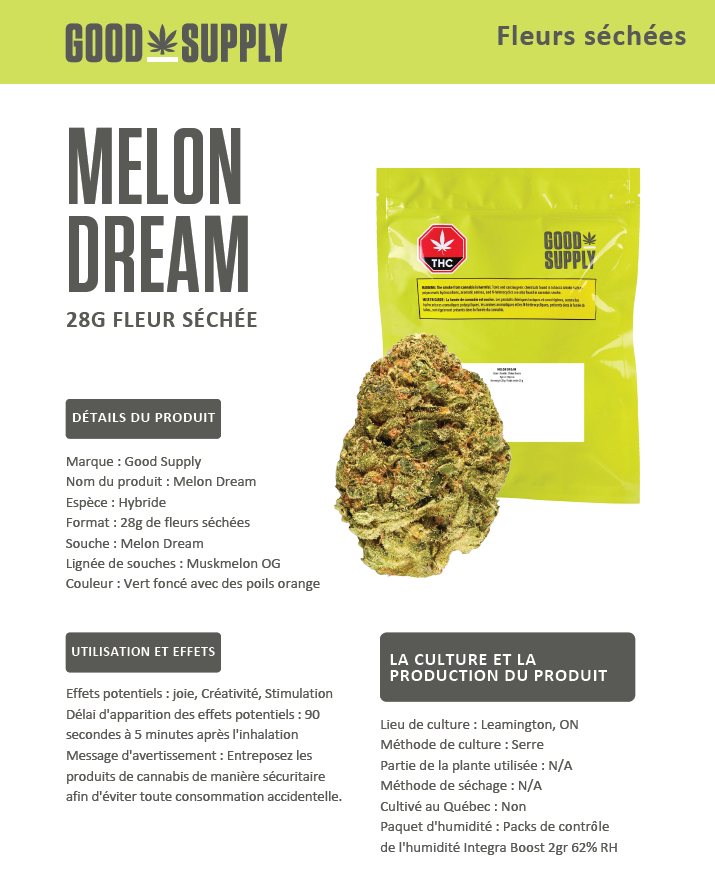 GOOD SUPPLY
Fleurs séchées
MELON
DREAM
28G FLEUR SÉCHÉE
THC
GOOD
SUPPLY
DÉTAILS DU PRODUIT
Marque : Good Supply
Nom du produit : Melon Dream
Espèce : Hybride
Format : 28g de fleurs séchées
Souche : Melon Dream
Lignée de souches : Muskmelon OG
Couleur : Vert foncé avec des poils orange
UTILISATION ET EFFETS
Effets potentiels : joie, Créativité, Stimulation
Délai d'apparition des effets potentiels : 90
secondes à 5 minutes après l'inhalation
Message d'avertissement : Entreposez les
produits de cannabis de manière sécuritaire
afin d'éviter toute consommation accidentelle.
LA CULTURE ET LA
PRODUCTION DU PRODUIT
Lieu de culture : Leamington, ON
Méthode de culture : Serre
Partie de la plante utilisée : N/A
Méthode de séchage : N/A
Cultivé au Québec : Non
Paquet d'humidité : Packs de contrôle
de l'humidité Integra Boost 2gr 62% RH